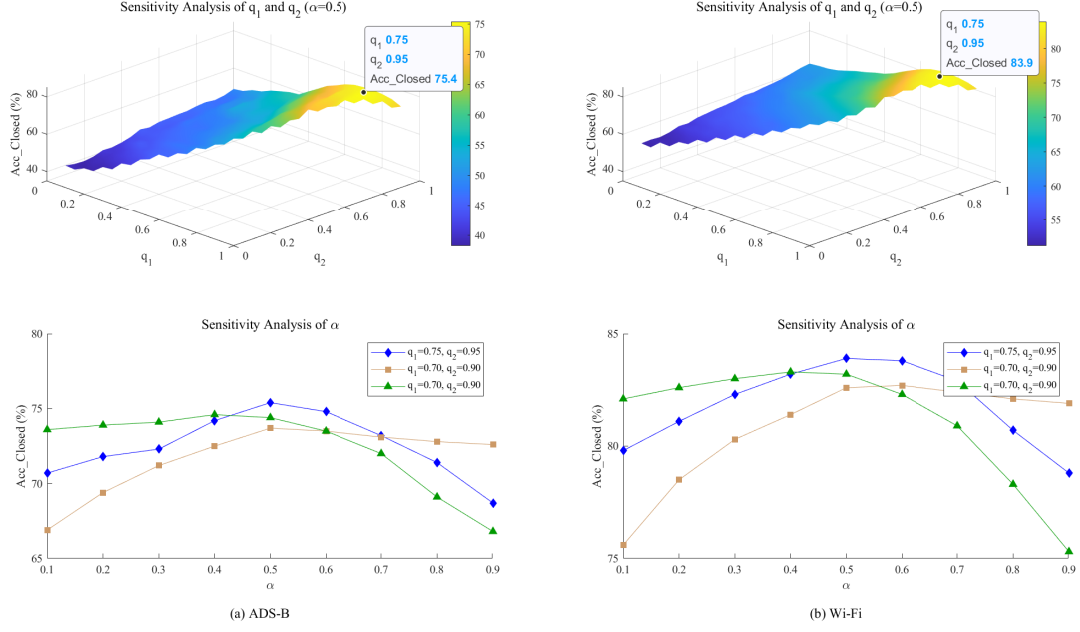 Sensitivity Analysis of q1 and q2 (α=0.5)
q1 0.75
q2 0.95
Acc_Closed 75.4
Acc_Closed (%)
80
60
40
0
0.2
0.4
0.6
0.8
1
q1
0
0.2
0.4
0.6
0.8
1
q2
75
70
65
60
55
50
45
40
Sensitivity Analysis of q1 and q2 (α=0.5)
q1 0.75
q2 0.95
Acc_Closed 83.9
Acc_Closed (%)
80
60
40
0
0.2
0.4
0.6
0.8
1
q1
0
0.2
0.4
0.6
0.8
1
q2
80
75
70
65
60
55
Sensitivity Analysis of α
q1=0.75, q2=0.95
q1=0.70, q2=0.90
q1=0.70, q2=0.90
Acc_Closed (%)
80
75
70
65
0.1 0.2 0.3 0.4 0.5 0.6 0.7 0.8 0.9
α
(a) ADS-B
Sensitivity Analysis of α
q1=0.75, q2=0.95
q1=0.70, q2=0.90
q1=0.70, q2=0.90
Acc_Closed (%)
85
80
75
0.1 0.2 0.3 0.4 0.5 0.6 0.7 0.8 0.9
α
(b) Wi-Fi